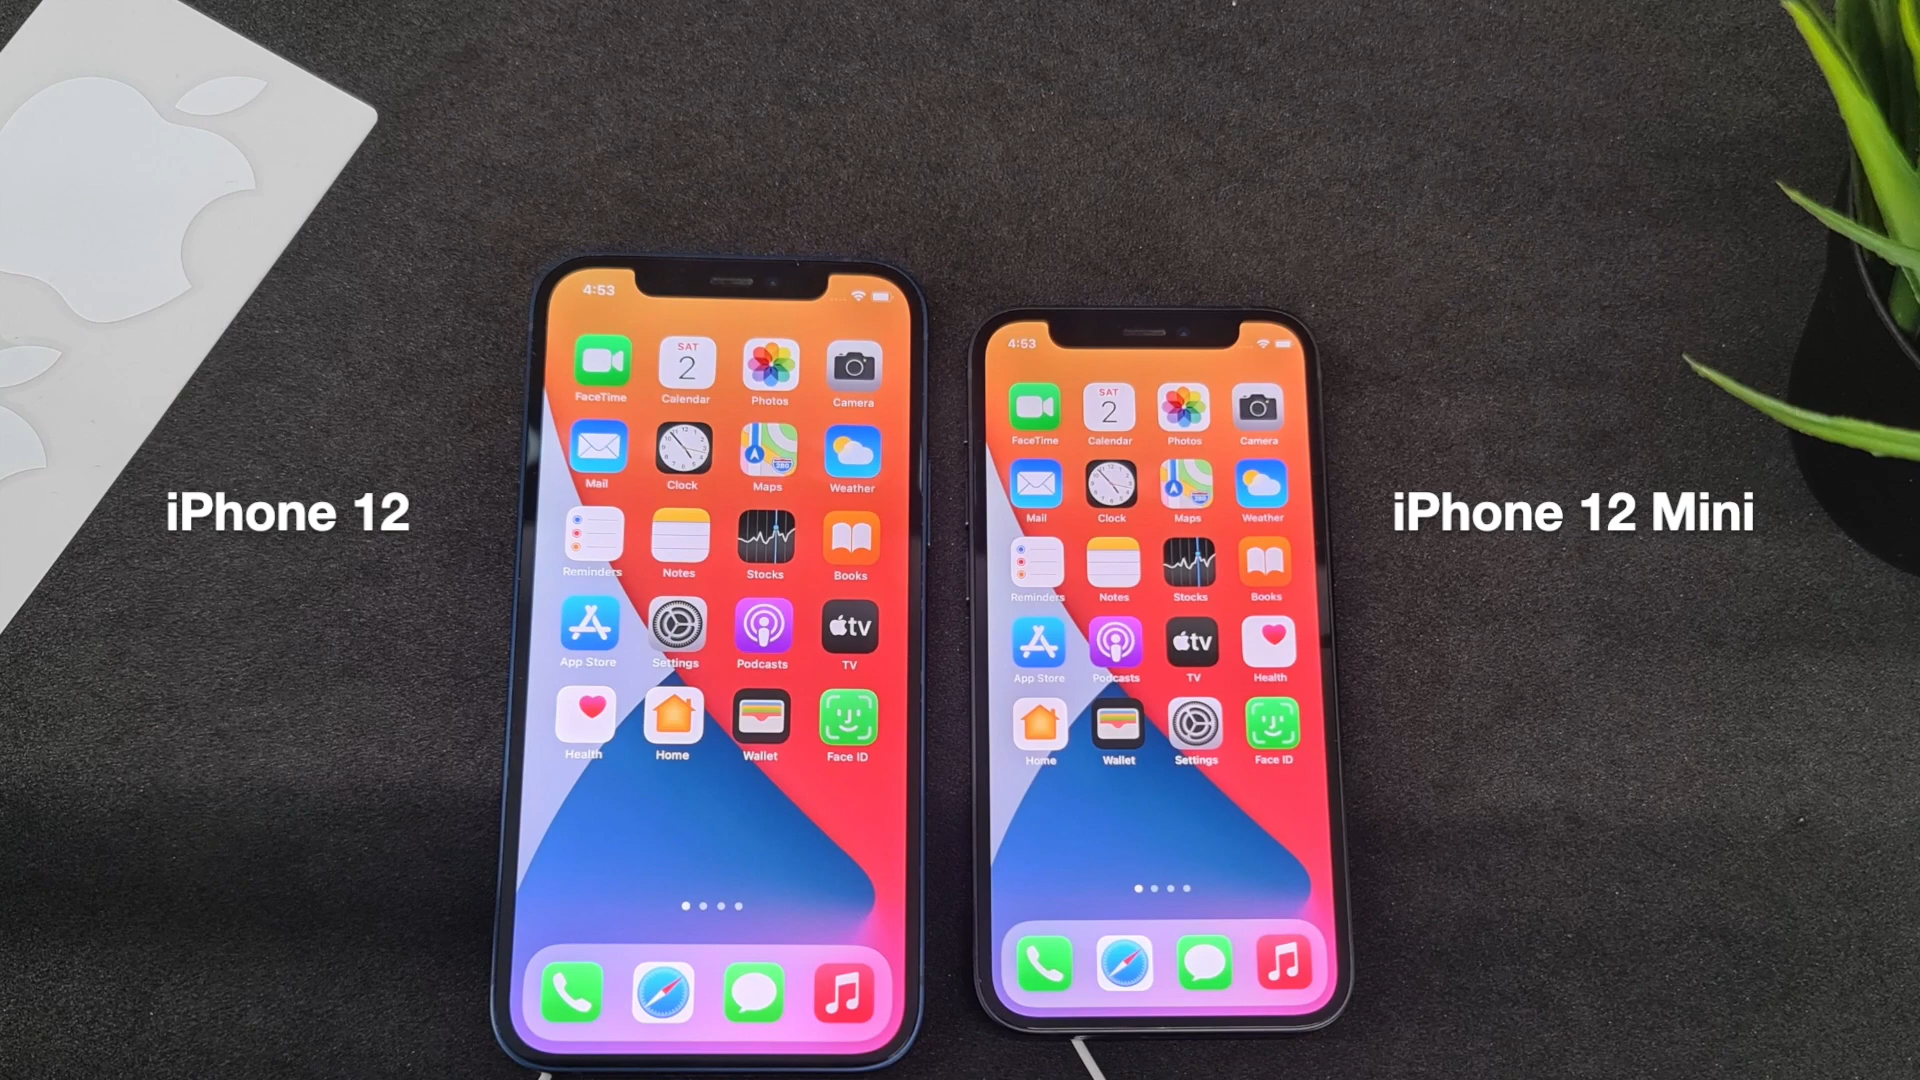 iPhone 12
4:53
FaceTime
SAT
2
Calendar
Photos
Camera
Mail
Clock
280
Maps
Weather
Reminders
Notes
Stocks
Books
App Store
Settings
Podcasts
tv
TV
Health
Home
Wallet
Face ID
iPhone 12 Mini
4:53
FaceTime
SAT
2
Calendar
Photos
Camera
Mail
Clock
Maps
Weather
Reminders
Notes
Stocks
Books
App Store
Podcasts
tv
TV
Health
Home
Wallet
Settings
Face ID